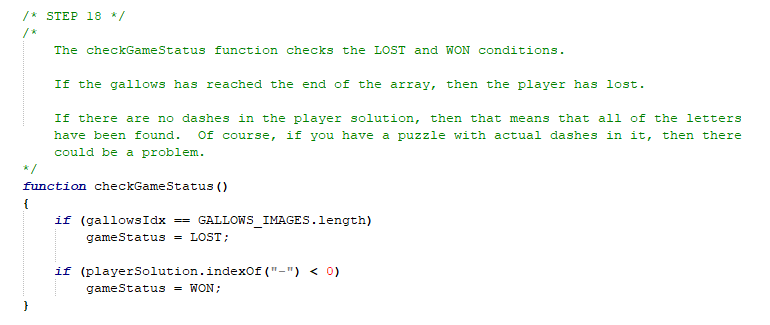 /* STEP 18 */
/*
The checkGameStatus function checks the LOST and WON conditions.
If the gallows has reached the end of the array, then the player has lost.
If there are no dashes in the player solution, then that means that all of the letters
have been found.  Of course, if you have a puzzle with actual dashes in it, then there
could be a problem.
*/
function checkGameStatus()
{
if (gallowsIdx == GALLOWS_IMAGES.length)
gameStatus = LOST;
if (playerSolution.indexOf("-") < 0)
gameStatus = WON;
}